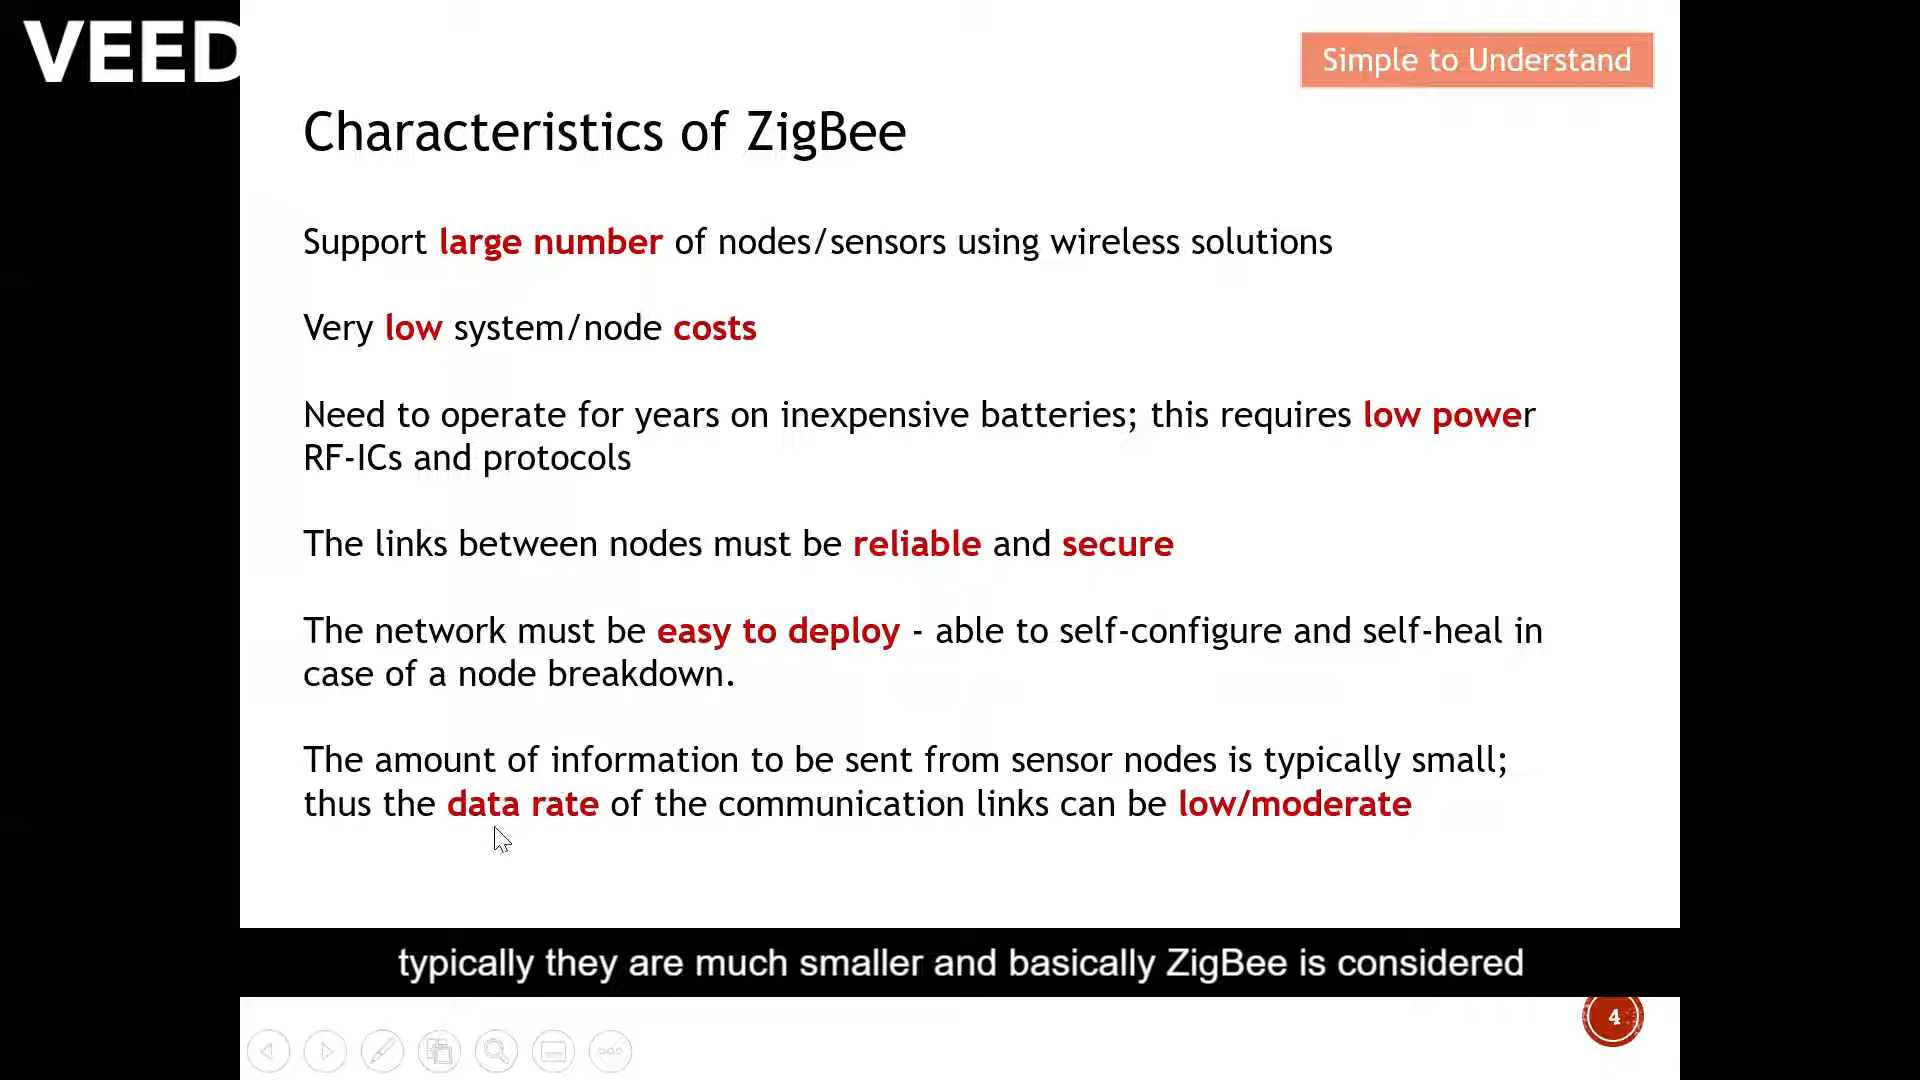 VEED
Simple to Understand
Characteristics of ZigBee
Support large number of nodes/sensors using wireless solutions
Very low system/node costs
Need to operate for years on inexpensive batteries; this requires low power
RF-ICs and protocols
The links between nodes must be reliable and secure
The network must be easy to deploy - able to self-configure and self-heal in
case of a node breakdown.
The amount of information to be sent from sensor nodes is typically small;
thus the data rate of the communication links can be low/moderate
typically they are much smaller and basically ZigBee is considered
4